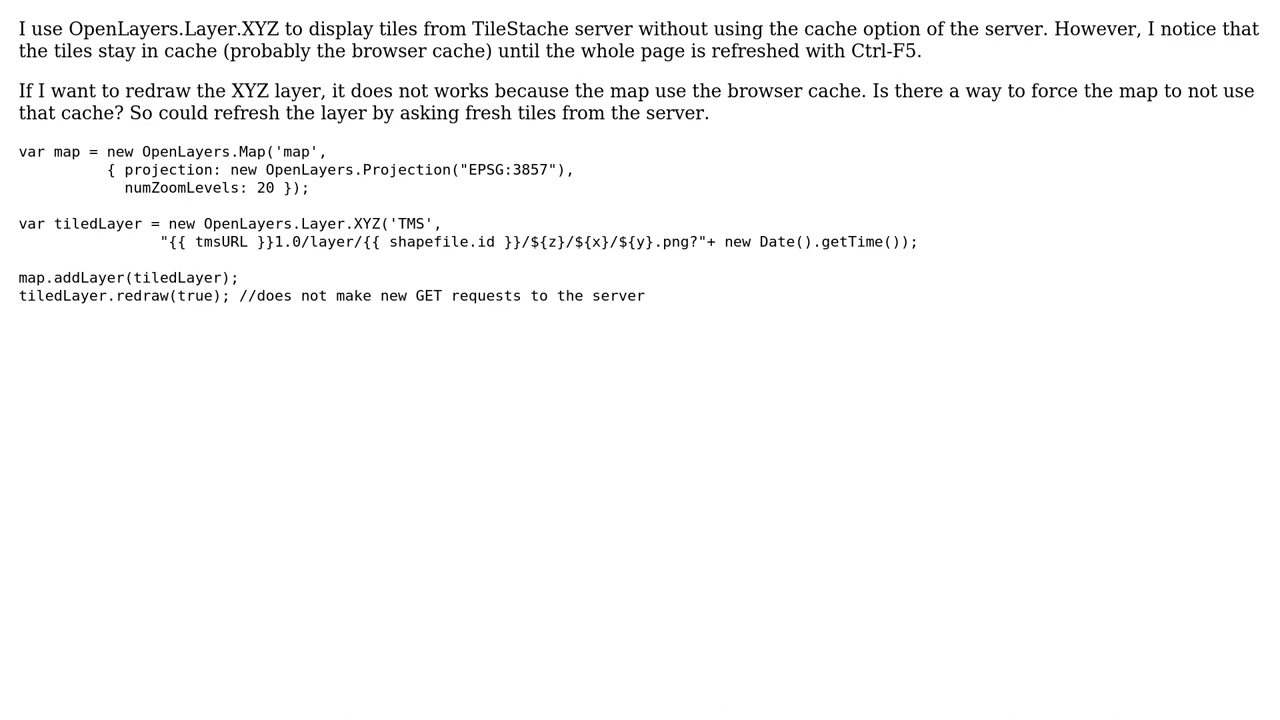 I use OpenLayers.Layer.XYZ to display tiles from TileStache server without using the cache option of the server. However, I notice that
the tiles stay in cache (probably the browser cache) until the whole page is refreshed with Ctrl-F5.
If I want to redraw the XYZ layer, it does not works because the map use the browser cache. Is there a way to force the map to not use
that cache? So could refresh the layer by asking fresh tiles from the server.
var map = new OpenLayers.Map('map',
          { projection: new OpenLayers.Projection("EPSG:3857"),
            numZoomLevels: 20 });
var tiledLayer = new OpenLayers.Layer.XYZ('TMS',
                "{{ tmsURL }}1.0/layer/{{ shapefile.id }}/${z}/${x}/${y}.png?"+ new Date().getTime());
map.addLayer(tiledLayer);
tiledLayer.redraw(true); //does not make new GET requests to the server